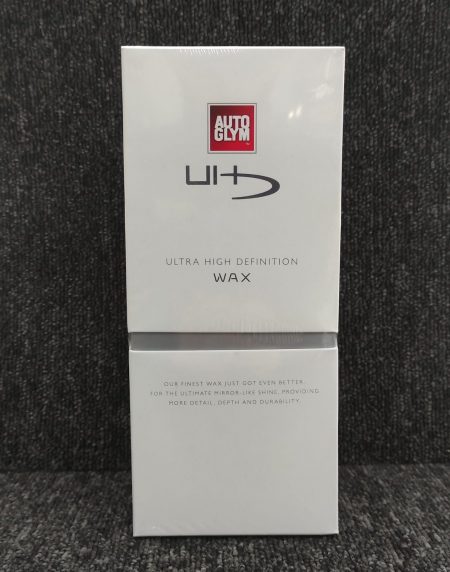 AUTO
GLYM
UHD
ULTRA HIGH DEFINITION
WAX
OUR FINEST WAX JUST GOT EVEN BETTER.
FOR THE ULTIMATE MIRROR-LIKE SHINE, PROVIDING
MORE DETAIL, DEPTH AND DURABILITY.